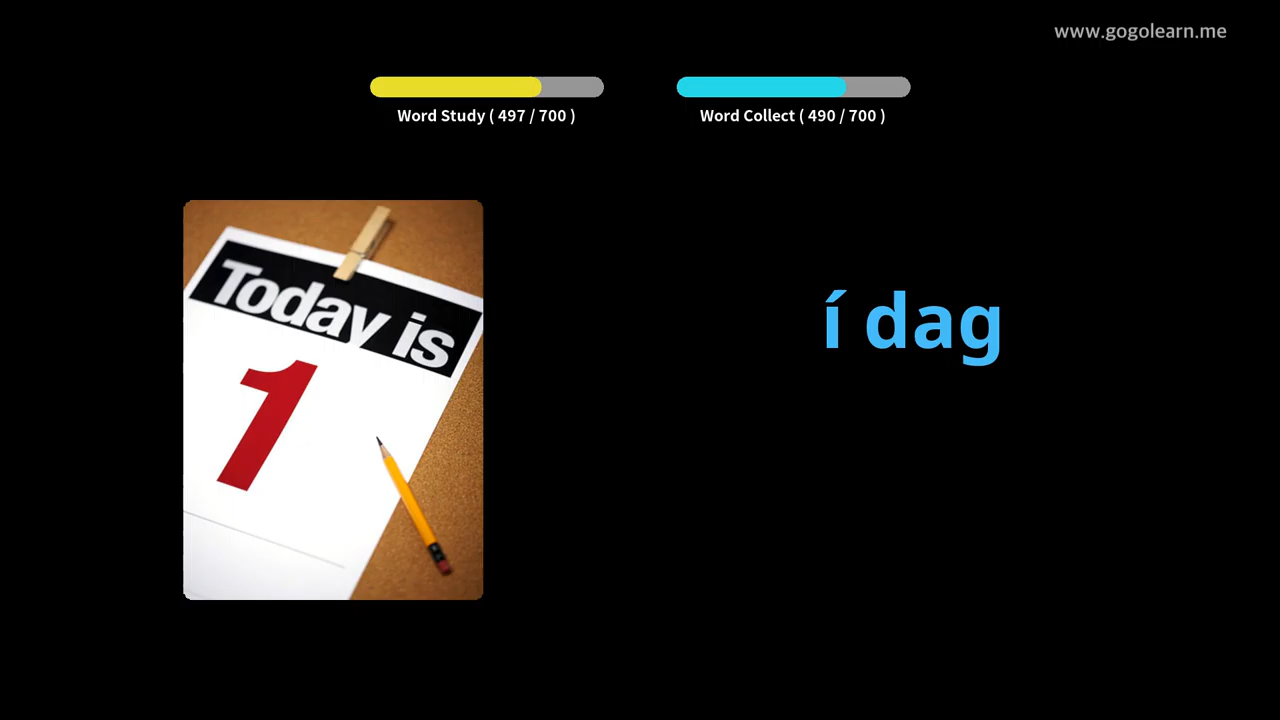 www.gogolearn.me
Word Study ( 497 / 700 )
Word Collect ( 490 / 700 )
Today is
1
í dag